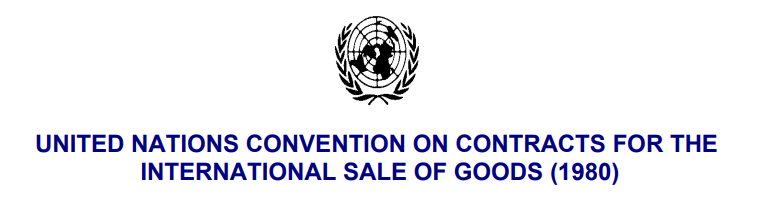 UNITED NATIONS CONVENTION ON CONTRACTS FOR THE
INTERNATIONAL SALE OF GOODS (1980)